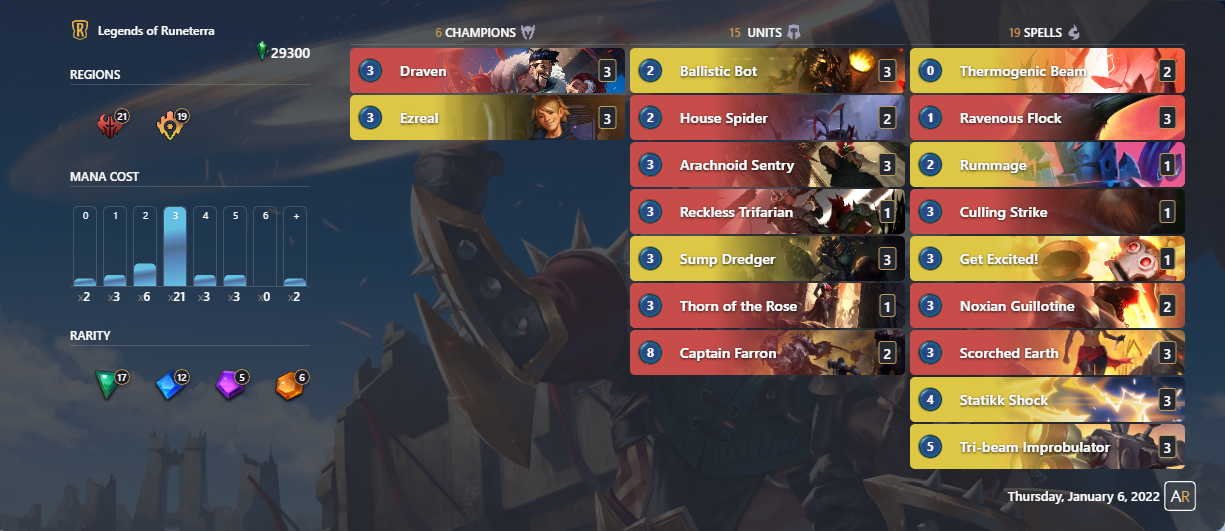 Legends of Runeterra
29300
REGIONS
21 19
MANA COST
0 1 2 3 4 5 6 +
x2 x3 x6 x21 x3 x3 x0 x2
RARITY
17 12 5 6
6 CHAMPIONS
3 Draven 3
3 Ezreal 3
15 UNITS
2 Ballistic Bot 3
2 House Spider 2
3 Arachnoid Sentry 3
3 Reckless Trifarian 1
3 Sump Dredger 3
3 Thorn of the Rose 1
8 Captain Farron 2
19 SPELLS
0 Thermogenic Beam 2
1 Ravenous Flock 3
2 Rummage 1
3 Culling Strike 1
3 Get Excited! 1
3 Noxian Guillotine 2
3 Scorched Earth 3
4 Statikk Shock 3
5 Tri-beam Improbulator 3
Thursday, January 6, 2022 AR